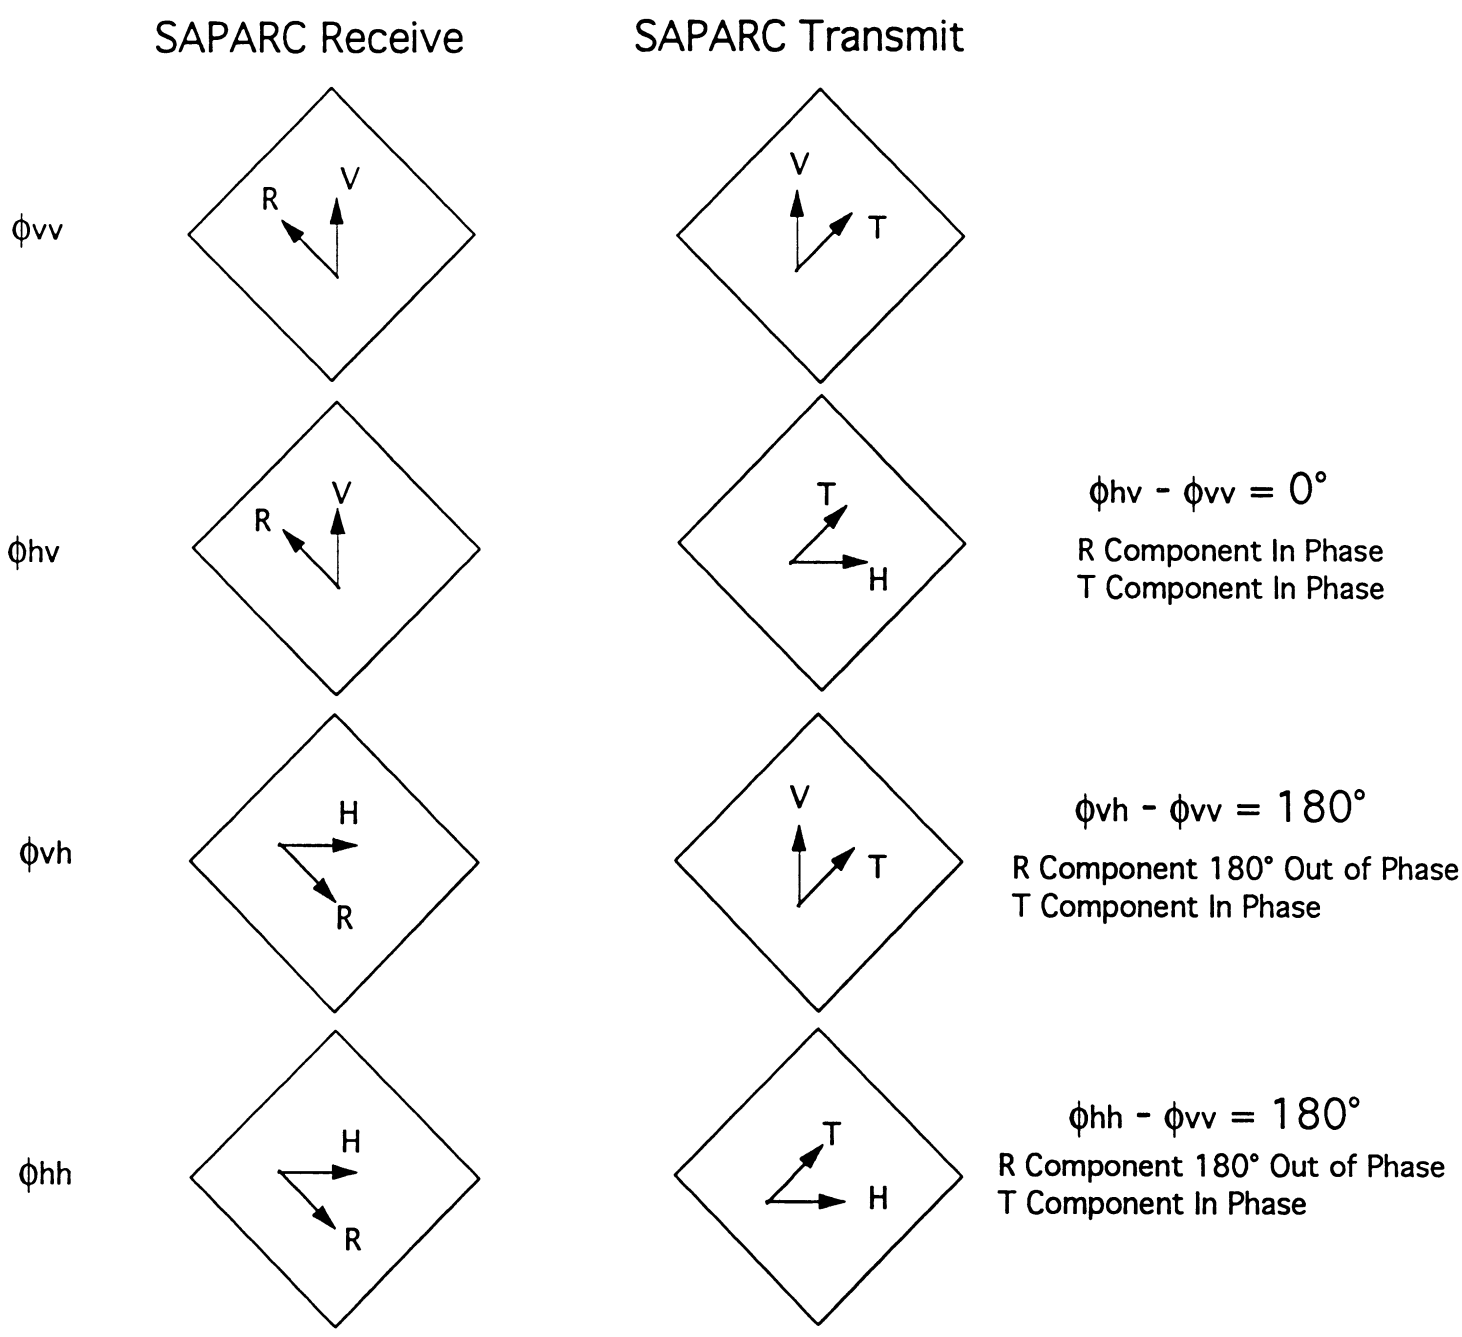 SAPARC Receive
SAPARC Transmit
ϕvv
R
V
V
T
ϕhv
R
V
T
H
ϕhv - ϕvv = 0°
R Component In Phase
T Component In Phase
ϕvh
H
R
V
T
ϕvh - ϕvv = 180°
R Component 180° Out of Phase
T Component In Phase
ϕhh
H
R
T
H
ϕhh - ϕvv = 180°
R Component 180° Out of Phase
T Component In Phase